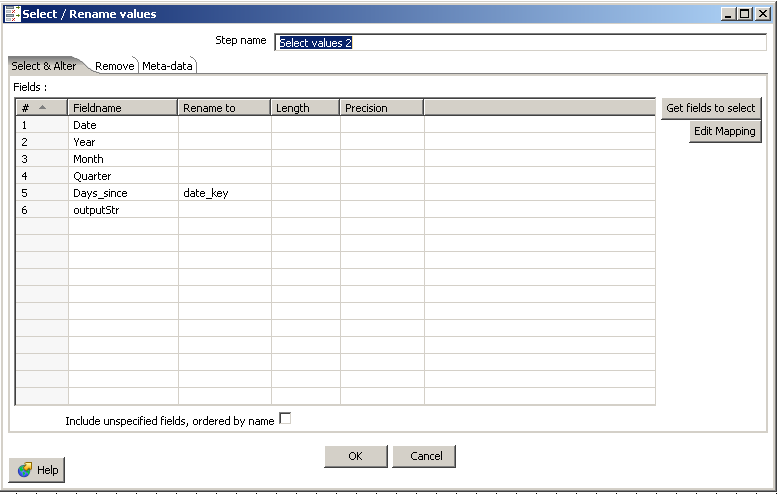 Select / Rename values
Step name Select values 2
Select & Alter Remove Meta-data
Fields :
# Fieldname Rename to Length Precision
1 Date
2 Year
3 Month
4 Quarter
5 Days_since date_key
6 outputStr
Get fields to select
Edit Mapping
Include unspecified fields, ordered by name
OK Cancel
Help